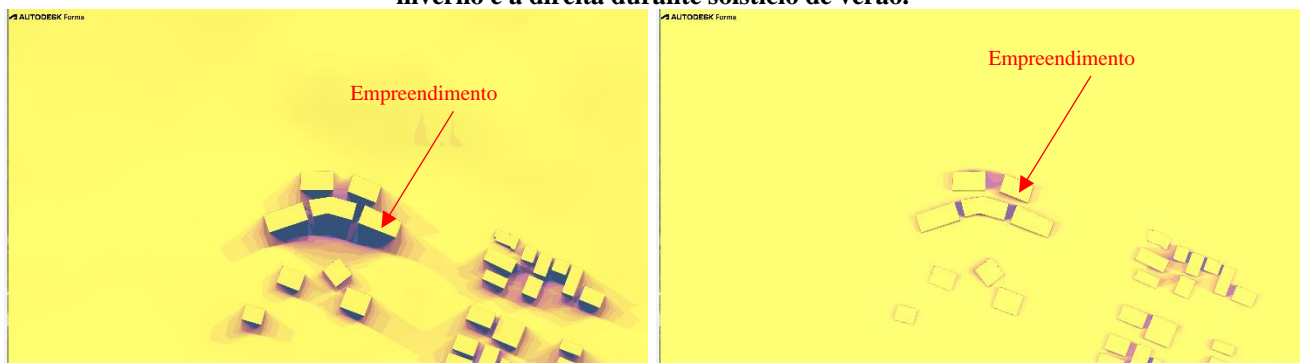 inverno e à direita durante solstício de verão.
AUTODESK Forma
AUTODESK Forma
Empreendimento
Empreendimento